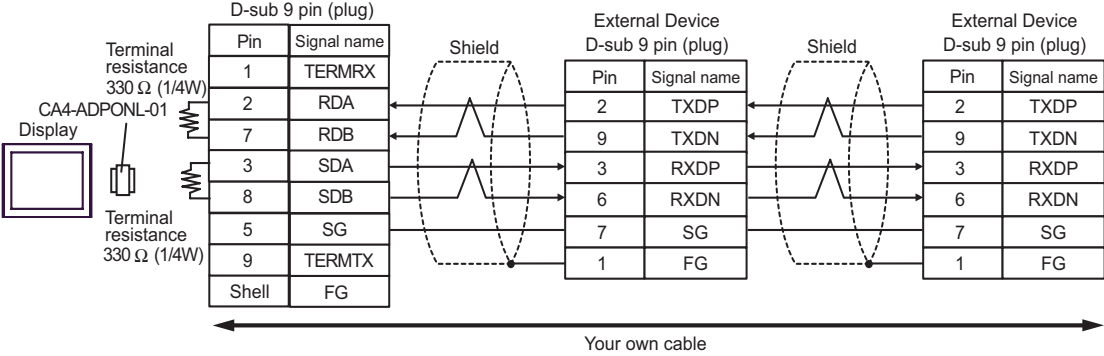 D-sub 9 pin (plug)
Pin Signal name
1 TERMRX
2 RDA
7 RDB
3 SDA
8 SDB
5 SG
9 TERMTX
Shell FG
Terminal
resistance
330 Ω (1/4W)
CA4-ADPONL-01
Display
Terminal
resistance
330 Ω (1/4W)
Shield
External Device
D-sub 9 pin (plug)
Pin Signal name
2 TXDP
9 TXDN
3 RXDP
6 RXDN
7 SG
1 FG
Shield
External Device
D-sub 9 pin (plug)
Pin Signal name
2 TXDP
9 TXDN
3 RXDP
6 RXDN
7 SG
1 FG
Your own cable